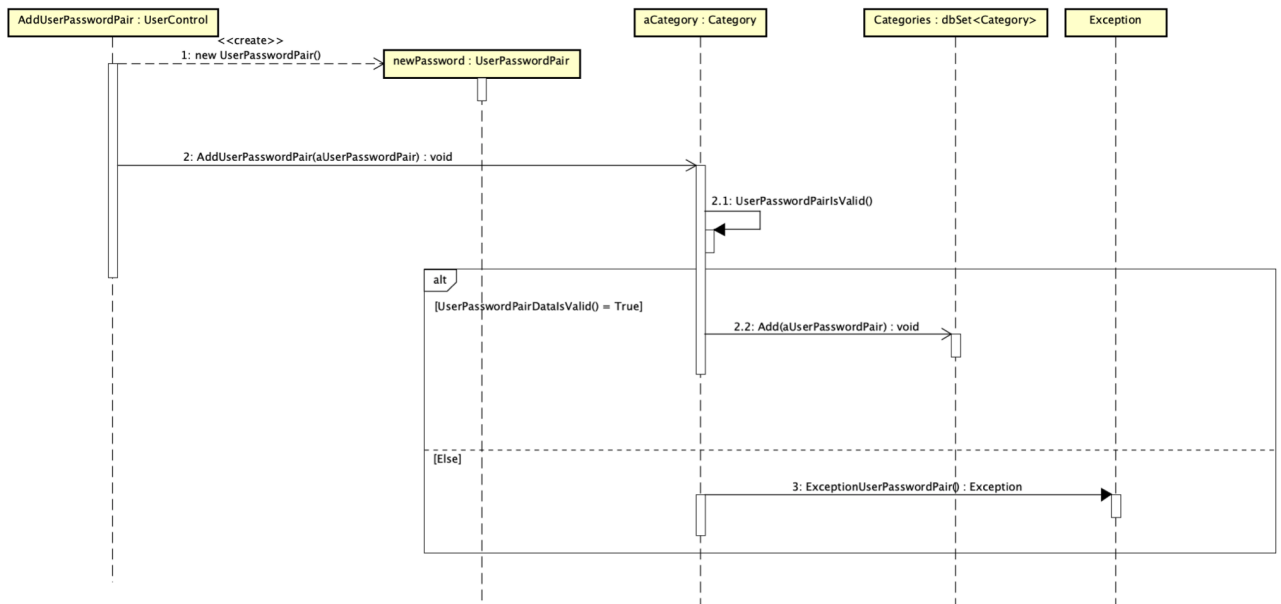 AddUserPasswordPair : UserControl
aCategory : Category
Categories : dbSet<Category>
Exception
<<create>>
1: new UserPasswordPair()
newPassword : UserPasswordPair
2: AddUserPasswordPair(aUserPasswordPair) : void
2.1: UserPasswordPairIsValid()
alt
[UserPasswordPairDataIsValid() = True]
2.2: Add(aUserPasswordPair) : void
[Else]
3: ExceptionUserPasswordPair() : Exception